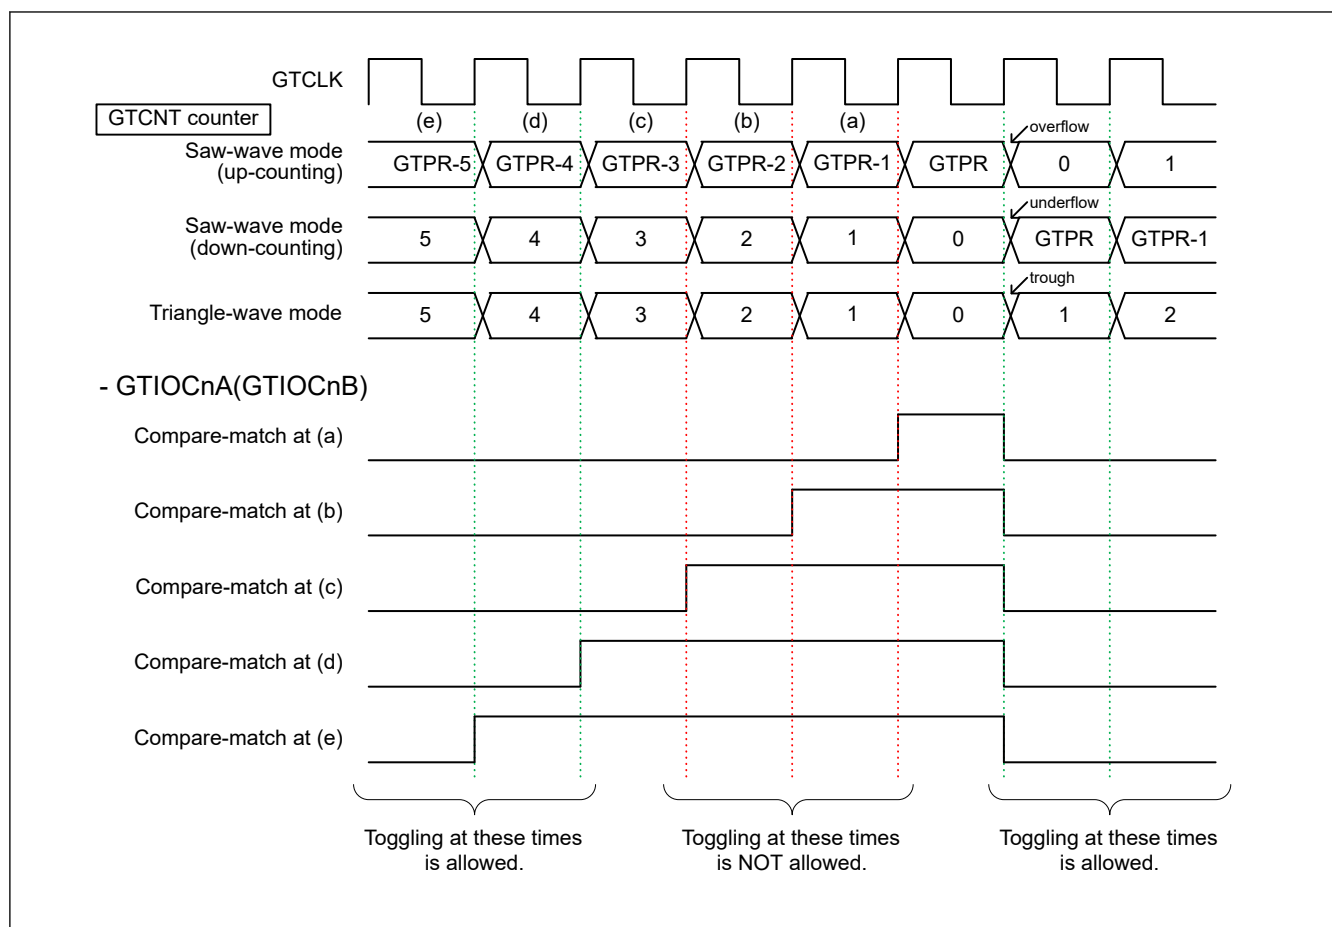 GTCLK
GTCNT counter
(e) (d) (c) (b) (a)
overflow
Saw-wave mode
(up-counting)
GTPR-5 GTPR-4 GTPR-3 GTPR-2 GTPR-1 GTPR 0 1
underflow
Saw-wave mode
(down-counting)
5 4 3 2 1 0 GTPR GTPR-1
trough
Triangle-wave mode 5 4 3 2 1 0 1 2
- GTIOCnA(GTIOCnB)
Compare-match at (a)
Compare-match at (b)
Compare-match at (c)
Compare-match at (d)
Compare-match at (e)
Toggling at these times
is allowed.
Toggling at these times
is NOT allowed.
Toggling at these times
is allowed.